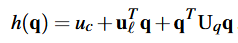 h(𝐪) = u_c + 𝐮_ℓ^T 𝐪 + 𝐪^T 𝐔_q 𝐪